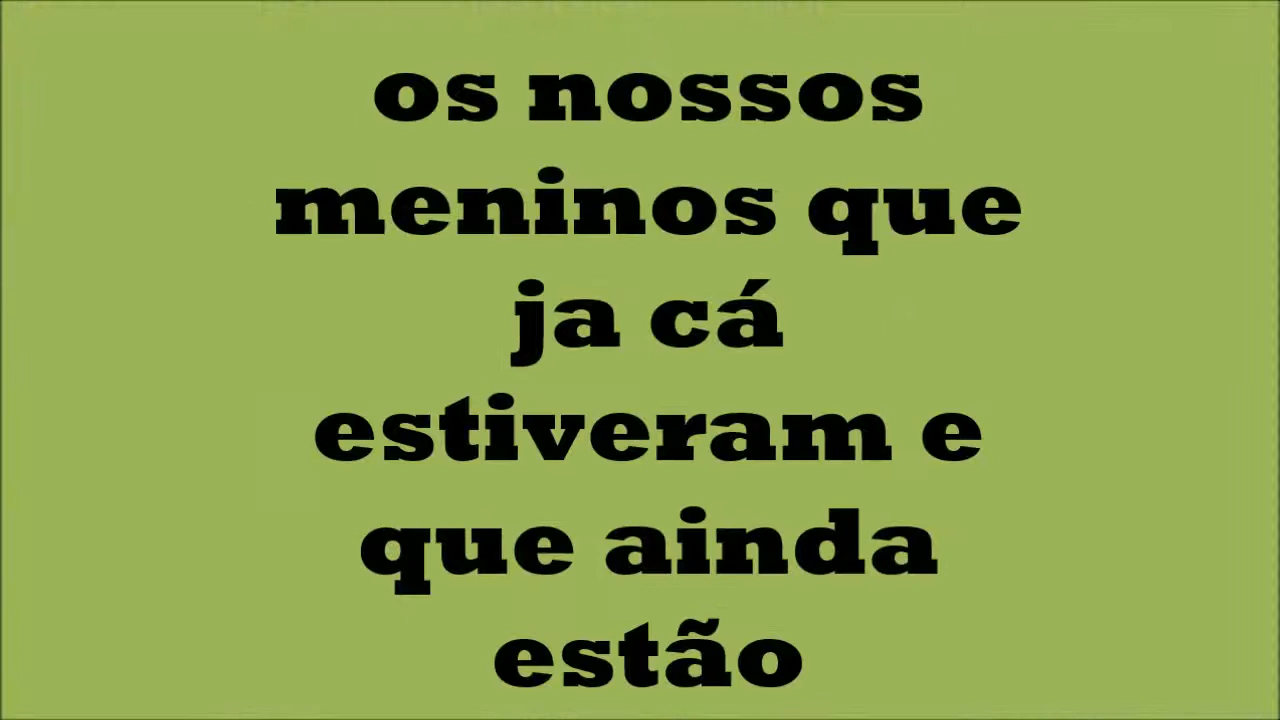 os nossos
meninos que
ja cá
estiveram e
que ainda
estão